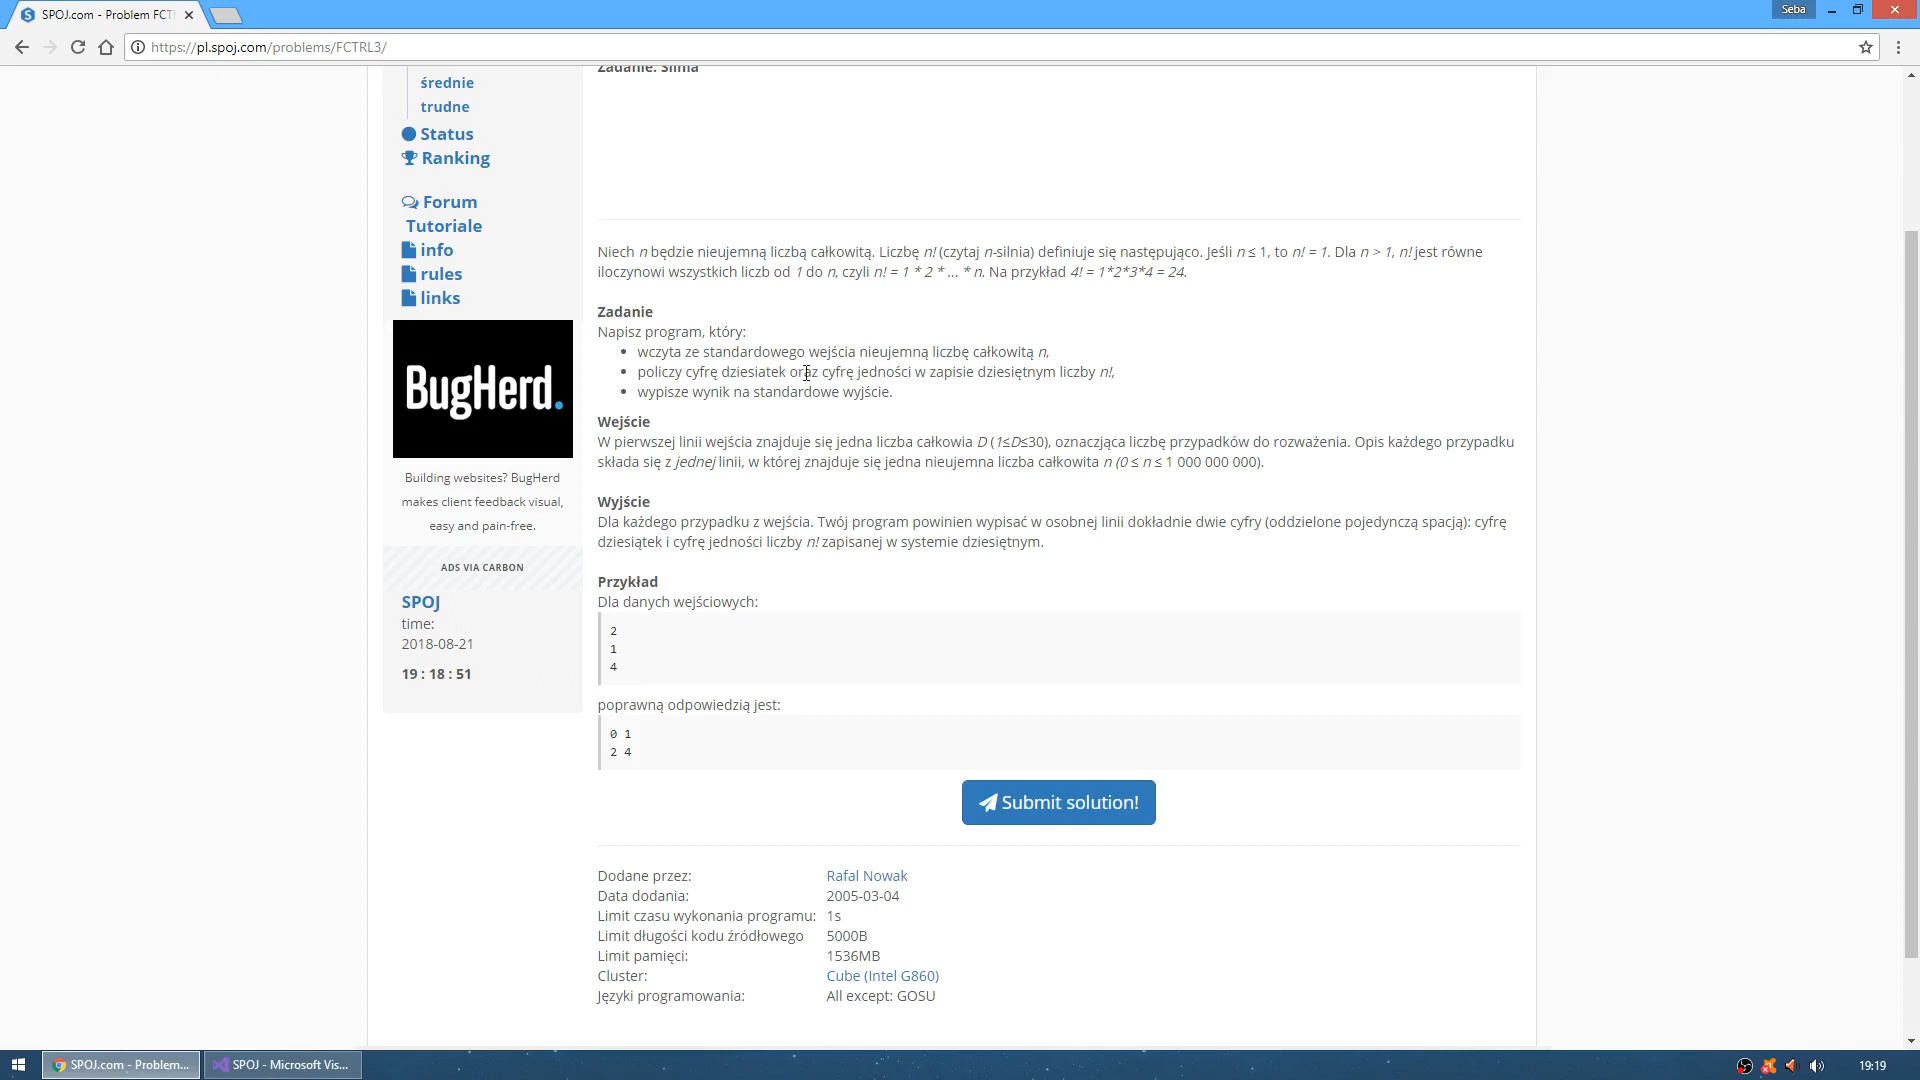 SPOJ.com - Problem FCT
Seba
https://pl.spoj.com/problems/FCTRL3/
Zadanie: Silnia
średnie
trudne
Status
Ranking
Forum
Tutoriale
info
rules
links
BugHerd.
Building websites? BugHerd
makes client feedback visual,
easy and pain-free.
ADS VIA CARBON
SPOJ
time:
2018-08-21
19 : 18 : 51
Niech n będzie nieujemną liczbą całkowitą. Liczbę n! (czytaj n-silnia) definiuje się następująco. Jeśli n ≤ 1, to n! = 1. Dla n > 1, n! jest równe
iloczynowi wszystkich liczb od 1 do n, czyli n! = 1 * 2 * ... * n. Na przykład 4! = 1*2*3*4 = 24.
Zadanie
Napisz program, który:
wczyta ze standardowego wejścia nieujemną liczbę całkowitą n,
policzy cyfrę dziesiatek oraz cyfrę jedności w zapisie dziesiętnym liczby n!,
wypisze wynik na standardowe wyjście.
Wejście
W pierwszej linii wejścia znajduje się jedna liczba całkowia D (1≤D≤30), oznaczjąca liczbę przypadków do rozważenia. Opis każdego przypadku
składa się z jednej linii, w której znajduje się jedna nieujemna liczba całkowita n (0 ≤ n ≤ 1 000 000 000).
Wyjście
Dla każdego przypadku z wejścia. Twój program powinien wypisać w osobnej linii dokładnie dwie cyfry (oddzielone pojedynczą spacją): cyfrę
dziesiątek i cyfrę jedności liczby n! zapisanej w systemie dziesiętnym.
Przykład
Dla danych wejściowych:
2
1
4
poprawną odpowiedzią jest:
0 1
2 4
Submit solution!
Dodane przez: Rafal Nowak
Data dodania: 2005-03-04
Limit czasu wykonania programu: 1s
Limit długości kodu źródłowego 5000B
Limit pamięci: 1536MB
Cluster: Cube (Intel G860)
Języki programowania: All except: GOSU
SPOJ.com - Problem...
SPOJ - Microsoft Vis...
19:19